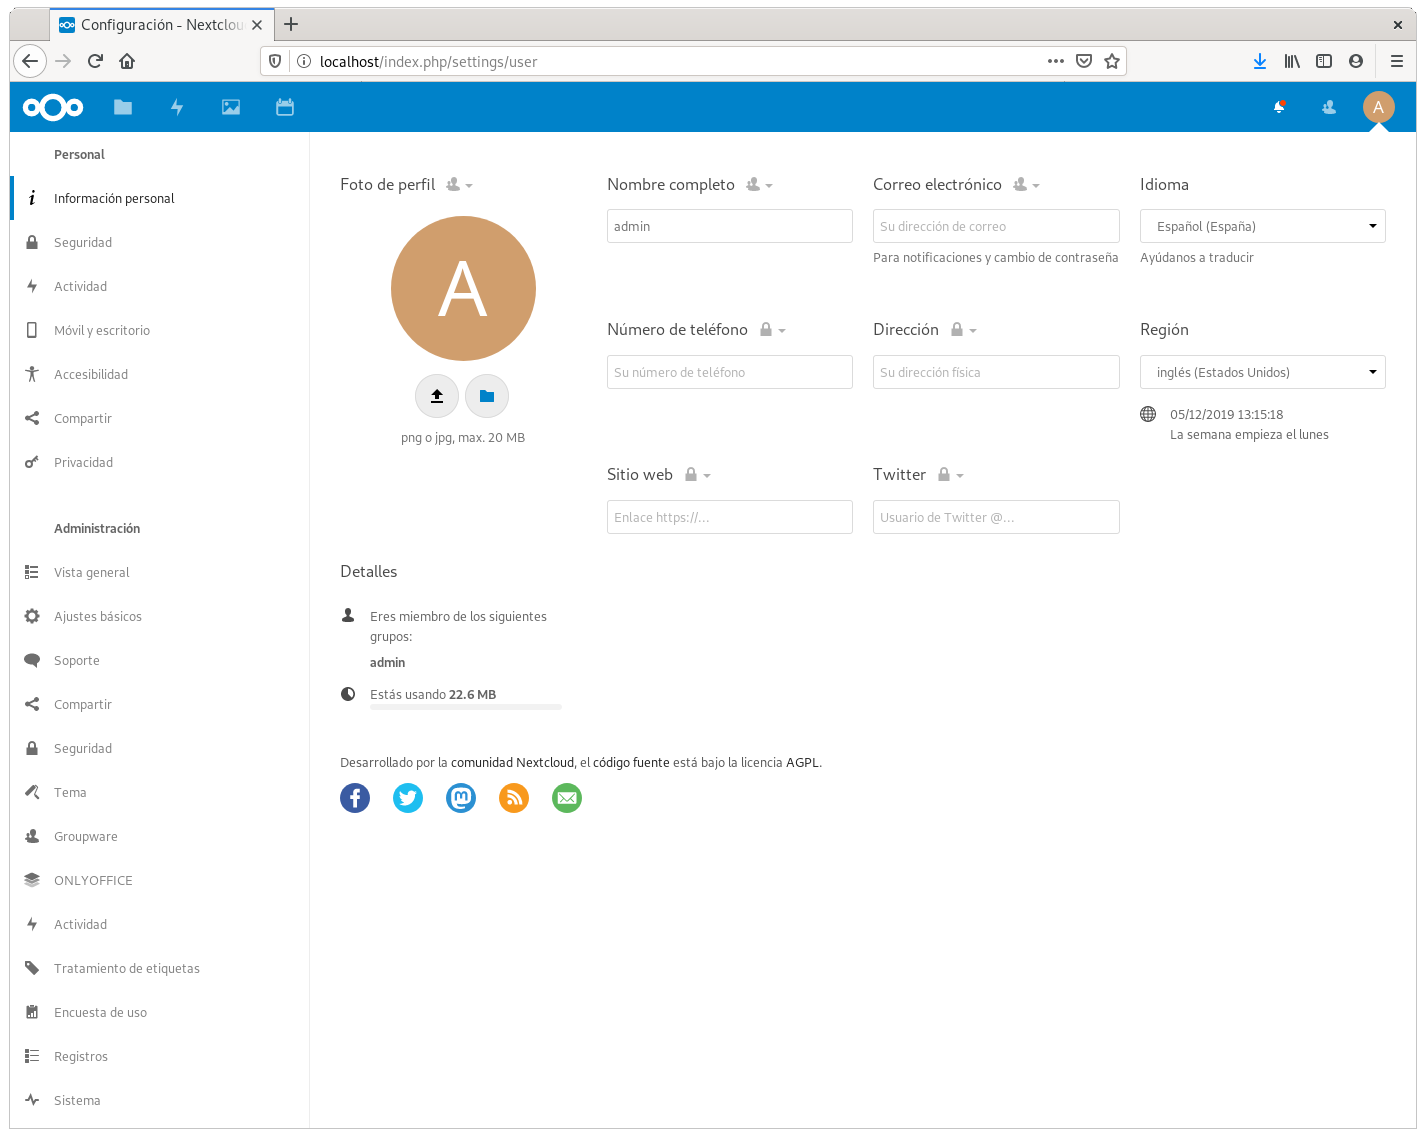 Configuración - Nextclou
localhost/index.php/settings/user
A
Personal
Información personal
Seguridad
Actividad
Móvil y escritorio
Accesibilidad
Compartir
Privacidad
Administración
Vista general
Ajustes básicos
Soporte
Compartir
Seguridad
Tema
Groupware
ONLYOFFICE
Actividad
Tratamiento de etiquetas
Encuesta de uso
Registros
Sistema
Foto de perfil
A
png o jpg, max. 20 MB
Nombre completo
admin
Correo electrónico
Su dirección de correo
Para notificaciones y cambio de contraseña
Idioma
Español (España)
Ayúdanos a traducir
Número de teléfono
Su número de teléfono
Dirección
Su dirección física
Región
inglés (Estados Unidos)
05/12/2019 13:15:18
La semana empieza el lunes
Sitio web
Enlace https://...
Twitter
Usuario de Twitter @...
Detalles
Eres miembro de los siguientes
grupos:
admin
Estás usando 22.6 MB
Desarrollado por la comunidad Nextcloud, el código fuente está bajo la licencia AGPL.